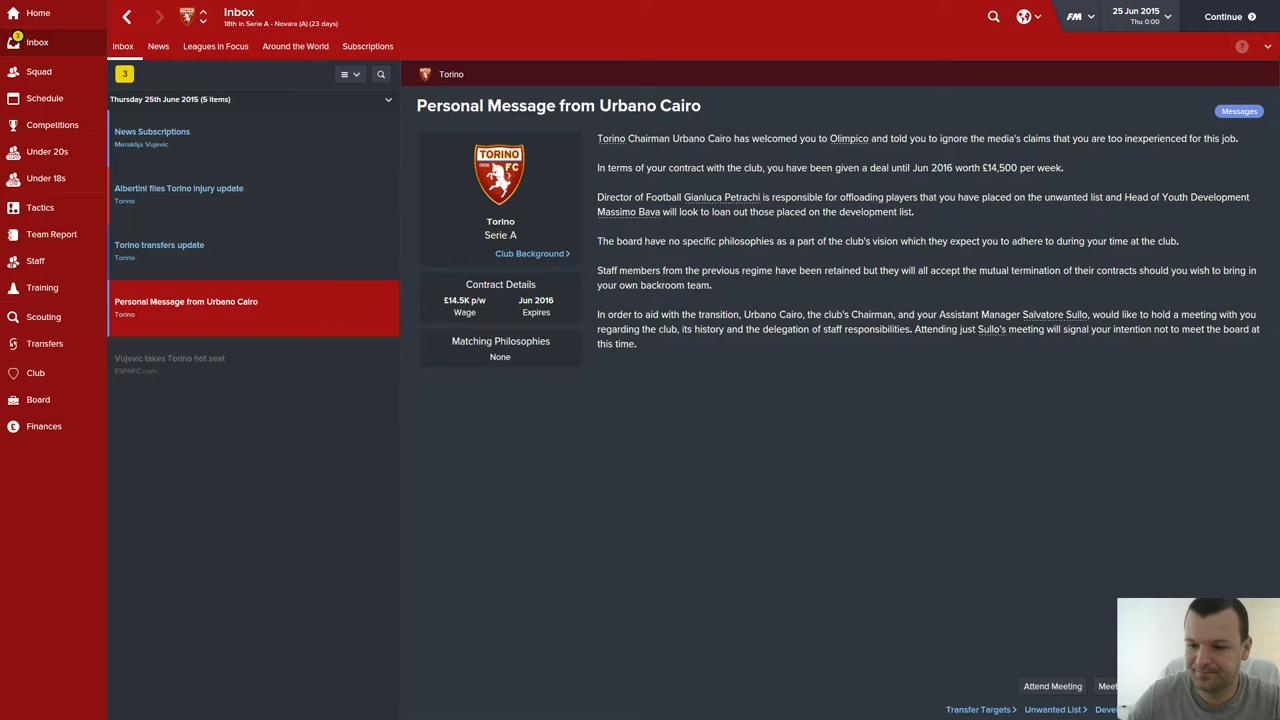 Home
Inbox
18th in Serie A - Novara (A) (23 days)
FM
25 Jun 2015
Thu 0:00
Continue
3
Inbox
Squad
Schedule
Competitions
Under 20s
Under 18s
Tactics
Team Report
Staff
Training
Scouting
Transfers
Club
Board
Finances
Inbox
News
Leagues in Focus
Around the World
Subscriptions
?
3
Thursday 25th June 2015 (5 items)
News Subscriptions
Meraklija Vujevic
Albertini files Torino injury update
Torino
Torino transfers update
Torino
Personal Message from Urbano Cairo
Torino
Vujevic takes Torino hot seat
ESPNFC.com
Torino
Personal Message from Urbano Cairo
Messages
TORINO
1906 FC
Torino
Serie A
Club Background
Contract Details
£14.5K p/w Jun 2016
Wage Expires
Matching Philosophies
None
Torino Chairman Urbano Cairo has welcomed you to Olimpico and told you to ignore the media's claims that you are too inexperienced for this job.
In terms of your contract with the club, you have been given a deal until Jun 2016 worth £14,500 per week.
Director of Football Gianluca Petrachi is responsible for offloading players that you have placed on the unwanted list and Head of Youth Development
Massimo Bava will look to loan out those placed on the development list.
The board have no specific philosophies as a part of the club's vision which they expect you to adhere to during your time at the club.
Staff members from the previous regime have been retained but they will all accept the mutual termination of their contracts should you wish to bring in
your own backroom team.
In order to aid with the transition, Urbano Cairo, the club's Chairman, and your Assistant Manager Salvatore Sullo, would like to hold a meeting with you
regarding the club, its history and the delegation of staff responsibilities. Attending just Sullo's meeting will signal your intention not to meet the board at
this time.
Attend Meeting
Meet
Transfer Targets
Unwanted List
Devel